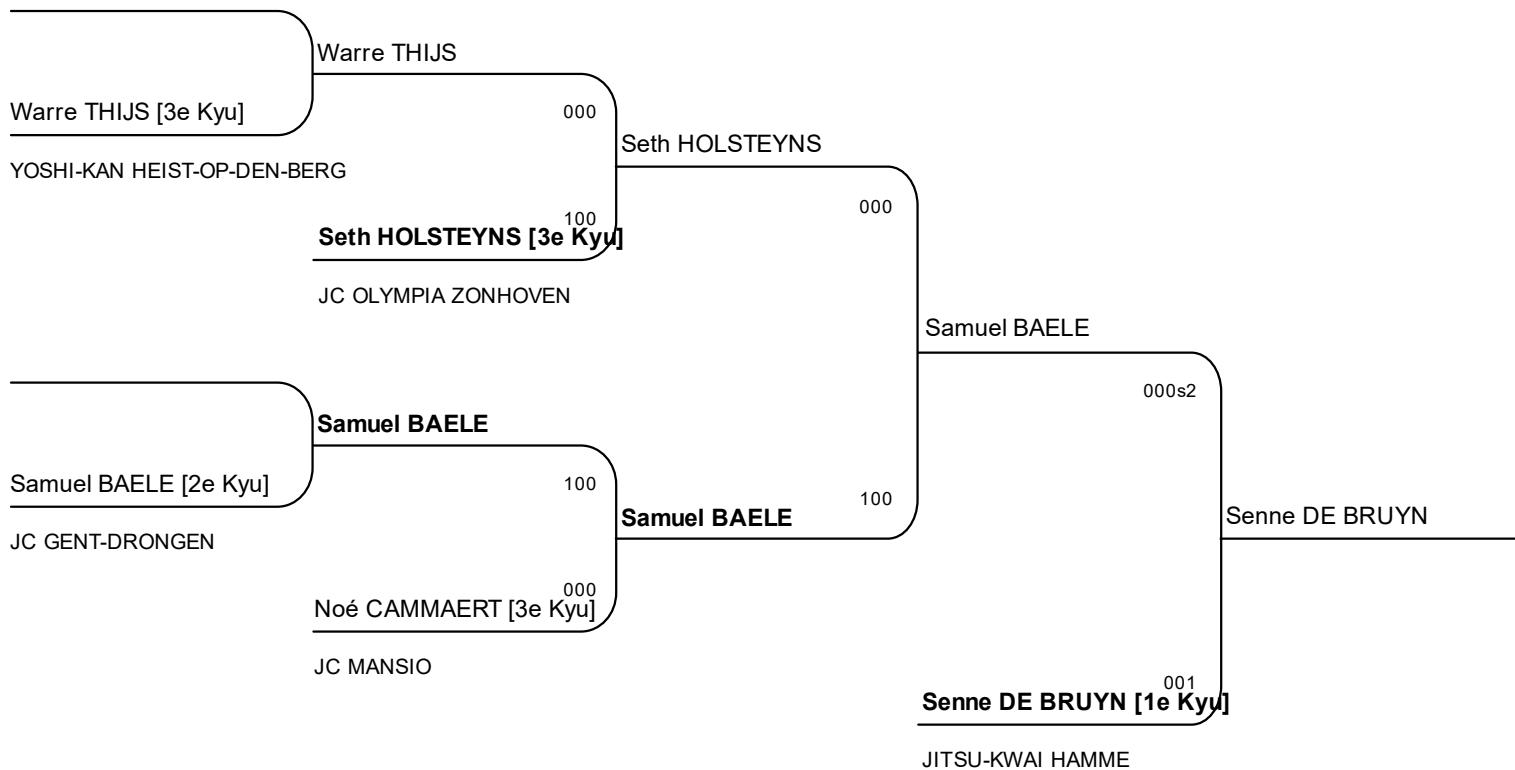 Warre THIJS
Warre THIJS [3e Kyu]
000
YOSHI-KAN HEIST-OP-DEN-BERG
Seth HOLSTEYNS
000
100
Seth HOLSTEYNS [3e Kyu]
JC OLYMPIA ZONHOVEN
Samuel BAELE
000s2
Samuel BAELE
Samuel BAELE [2e Kyu]
100
100
Samuel BAELE
Senne DE BRUYN
JC GENT-DRONGEN
000
Noé CAMMAERT [3e Kyu]
JC MANSIO
001
Senne DE BRUYN [1e Kyu]
JITSU-KWAI HAMME